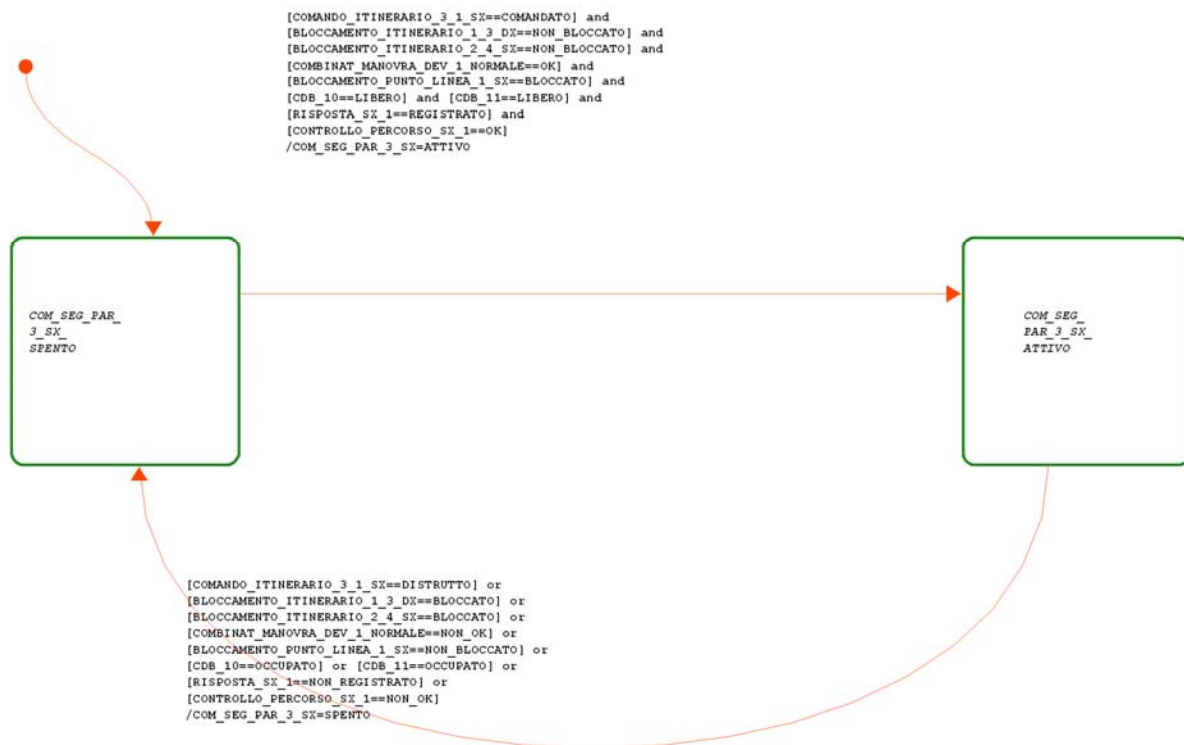 [COMANDO_ITINERARIO_3_1_SX==COMANDATO] and
[BLOCCAMENTO_ITINERARIO_1_3_DX==NON_BLOCCATO] and
[BLOCCAMENTO_ITINERARIO_2_4_SX==NON_BLOCCATO] and
[COMBINAT_MANOVRA_DEV_1_NORMALE==OK] and
[BLOCCAMENTO_PUNTO_LINEA_1_SX==BLOCCATO] and
[CDB_10==LIBERO] and [CDB_11==LIBERO] and
[RISPOSTA_SX_1==REGISTRATO] and
[CONTROLLO_PERCORSO_SX_1==OK]
/COM_SEG_PAR_3_SX=ATTIVO
COM_SEG_PAR_
3_SX_
SPENTO
COM_SEG_
PAR_3_SX_
ATTIVO
[COMANDO_ITINERARIO_3_1_SX==DISTRUTTO] or
[BLOCCAMENTO_ITINERARIO_1_3_DX==BLOCCATO] or
[BLOCCAMENTO_ITINERARIO_2_4_SX==BLOCCATO] or
[COMBINAT_MANOVRA_DEV_1_NORMALE==NON_OK] or
[BLOCCAMENTO_PUNTO_LINEA_1_SX==NON_BLOCCATO] or
[CDB_10==OCCUPATO] or [CDB_11==OCCUPATO] or
[RISPOSTA_SX_1==NON_REGISTRATO] or
[CONTROLLO_PERCORSO_SX_1==NON_OK]
/COM_SEG_PAR_3_SX=SPENTO